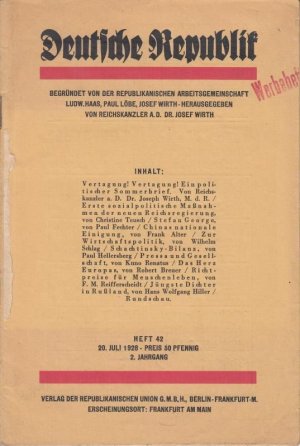 Deutsche Republik
Werbeheft
BEGRÜNDET VON DER REPUBLIKANISCHEN ARBEITSGEMEINSCHAFT
LUDW. HAAS, PAUL LÖBE, JOSEF WIRTH - HERAUSGEGEBEN
VON REICHSKANZLER A.D. DR. JOSEF WIRTH
INHALT:
Vertagung! Vertagung! Ein poli-
tischer Sommerbrief. Von Reichs-
kanzler a. D. Dr. Joseph Wirth, M. d. R. /
Erste sozialpolitische Maßnah-
men der neuen Reichsregierung,
von Christine Teusch / Stefan George,
von Paul Fechter / Chinas nationale
Einigung, von Frank Alter / Zur
Wirtschaftspolitik, von Wilhelm
Schlag / Schachtinsky-Bilanz, von
Paul Hellersberg / Presse und Gesell-
schaft, von Kuno Renatus / Das Herz
Europas, von Robert Brener / Richt-
preise für Menschenleben, von
F. M. Reifferscheidt / Jüngste Dichter
in Rußland, von Hans Wolfgang Hiller /
Rundschau.
HEFT 42
20. JULI 1928 - PREIS 50 PFENNIG
2. JAHRGANG
VERLAG DER REPUBLIKANISCHEN UNION G.M.B.H., BERLIN-FRANKFURT-M.
ERSCHEINUNGSORT: FRANKFURT AM MAIN